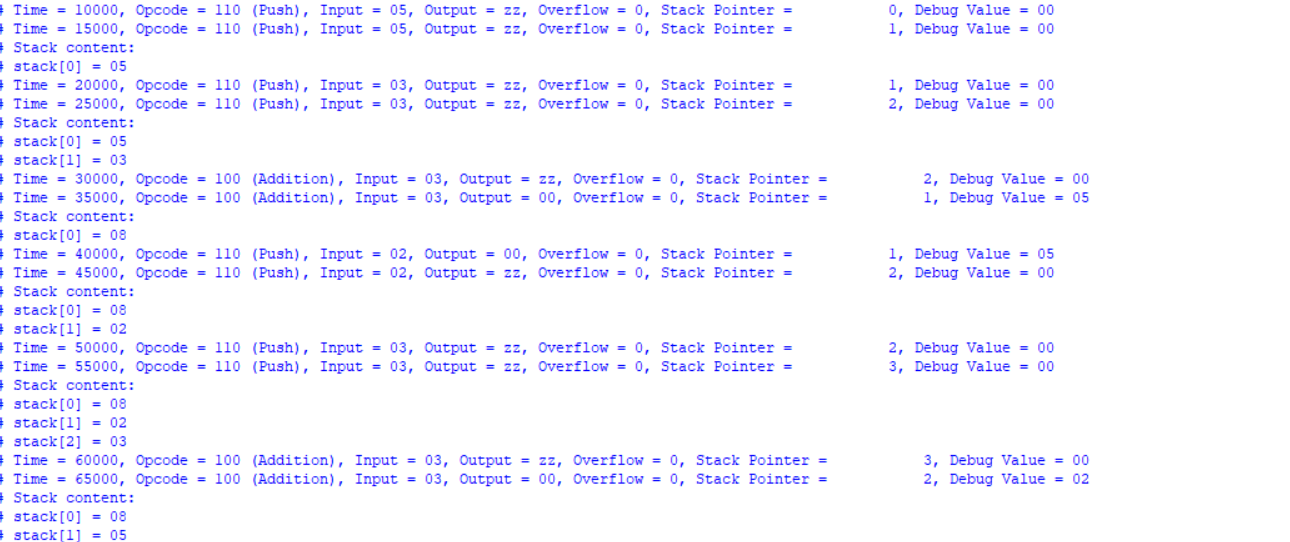 # Time = 10000, Opcode = 110 (Push), Input = 05, Output = zz, Overflow = 0, Stack Pointer =           0, Debug Value = 00
# Time = 15000, Opcode = 110 (Push), Input = 05, Output = zz, Overflow = 0, Stack Pointer =           1, Debug Value = 00
# Stack content:
# stack[0] = 05
# Time = 20000, Opcode = 110 (Push), Input = 03, Output = zz, Overflow = 0, Stack Pointer =           1, Debug Value = 00
# Time = 25000, Opcode = 110 (Push), Input = 03, Output = zz, Overflow = 0, Stack Pointer =           2, Debug Value = 00
# Stack content:
# stack[0] = 05
# stack[1] = 03
# Time = 30000, Opcode = 100 (Addition), Input = 03, Output = zz, Overflow = 0, Stack Pointer =           2, Debug Value = 00
# Time = 35000, Opcode = 100 (Addition), Input = 03, Output = 00, Overflow = 0, Stack Pointer =           1, Debug Value = 05
# Stack content:
# stack[0] = 08
# Time = 40000, Opcode = 110 (Push), Input = 02, Output = 00, Overflow = 0, Stack Pointer =           1, Debug Value = 05
# Time = 45000, Opcode = 110 (Push), Input = 02, Output = zz, Overflow = 0, Stack Pointer =           2, Debug Value = 00
# Stack content:
# stack[0] = 08
# stack[1] = 02
# Time = 50000, Opcode = 110 (Push), Input = 03, Output = zz, Overflow = 0, Stack Pointer =           2, Debug Value = 00
# Time = 55000, Opcode = 110 (Push), Input = 03, Output = zz, Overflow = 0, Stack Pointer =           3, Debug Value = 00
# Stack content:
# stack[0] = 08
# stack[1] = 02
# stack[2] = 03
# Time = 60000, Opcode = 100 (Addition), Input = 03, Output = zz, Overflow = 0, Stack Pointer =           3, Debug Value = 00
# Time = 65000, Opcode = 100 (Addition), Input = 03, Output = 00, Overflow = 0, Stack Pointer =           2, Debug Value = 02
# Stack content:
# stack[0] = 08
# stack[1] = 05